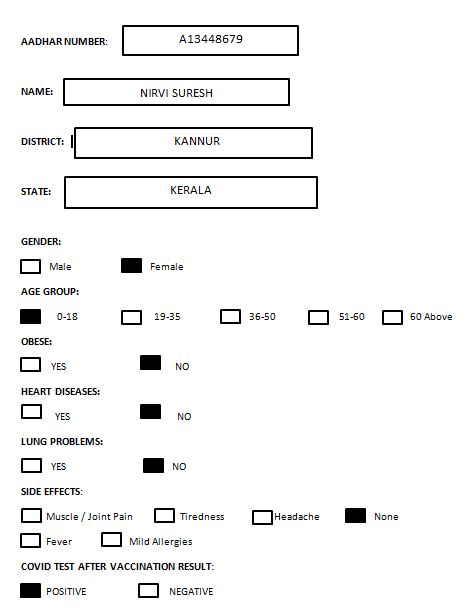 AADHAR NUMBER: A13448679
NAME: NIRVI SURESH
DISTRICT: KANNUR
STATE: KERALA
GENDER:
Male Female
AGE GROUP:
0-18 19-35 36-50 51-60 60 Above
OBESE:
YES NO
HEART DISEASES:
YES NO
LUNG PROBLEMS:
YES NO
SIDE EFFECTS:
Muscle / Joint Pain Tiredness Headache None
Fever Mild Allergies
COVID TEST AFTER VACCINATION RESULT:
POSITIVE NEGATIVE